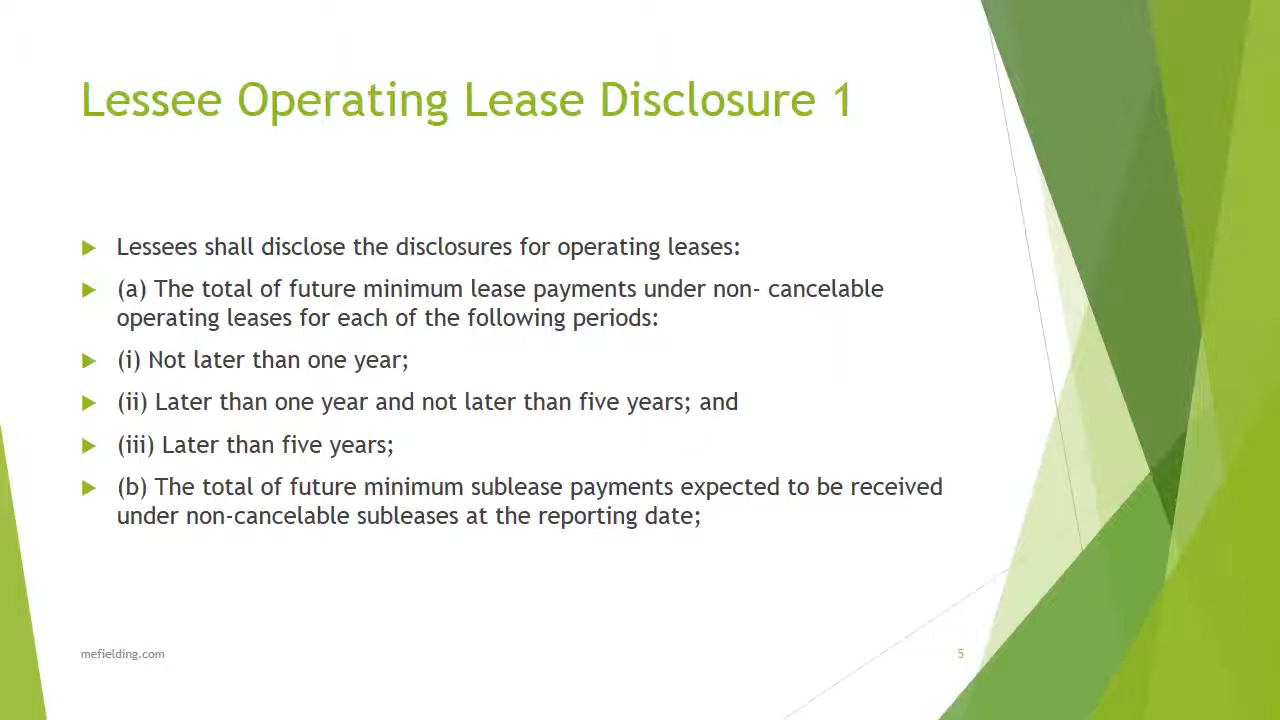 Lessee Operating Lease Disclosure 1
Lessees shall disclose the disclosures for operating leases:
(a) The total of future minimum lease payments under non- cancelable
operating leases for each of the following periods:
(i) Not later than one year;
(ii) Later than one year and not later than five years; and
(iii) Later than five years;
(b) The total of future minimum sublease payments expected to be received
under non-cancelable subleases at the reporting date;
mefielding.com
5